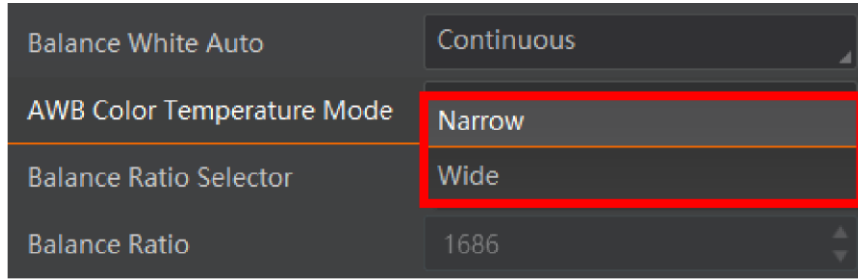 Balance White Auto Continuous
AWB Color Temperature Mode Narrow
Balance Ratio Selector Wide
Balance Ratio 1686